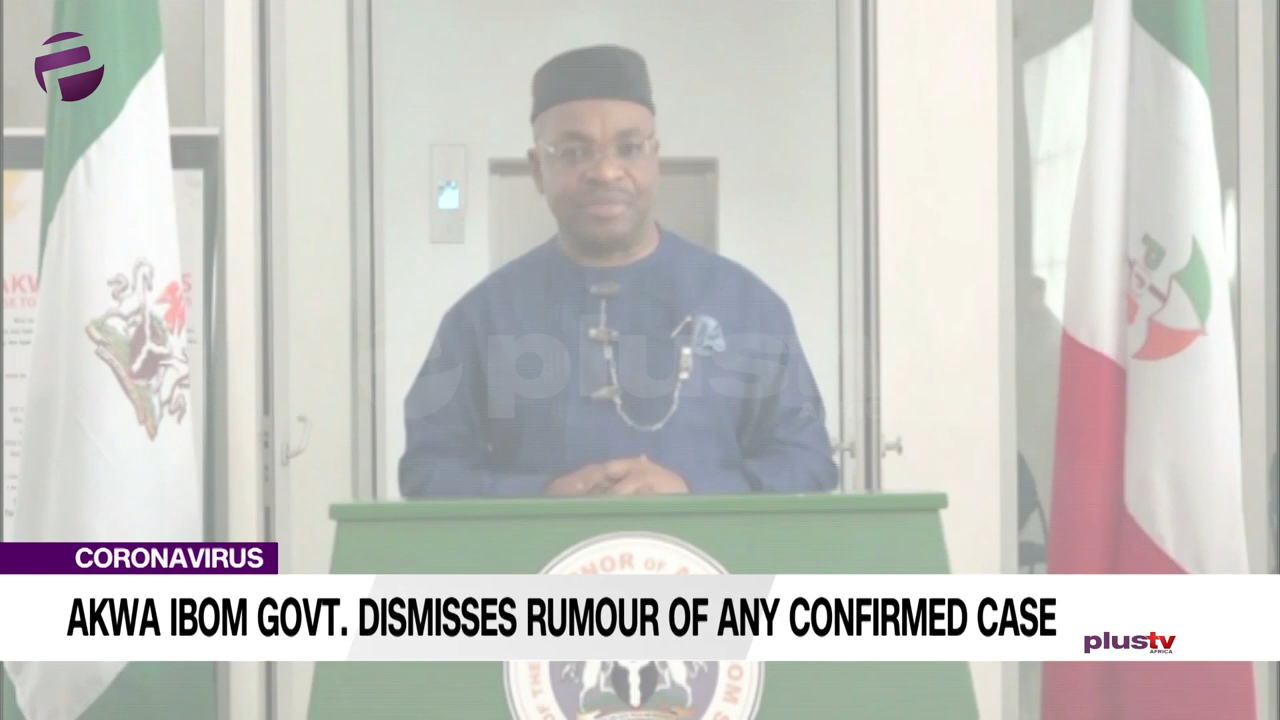 plus
CORONAVIRUS
AKWA IBOM GOVT. DISMISSES RUMOUR OF ANY CONFIRMED CASE
plustv
AFRICA